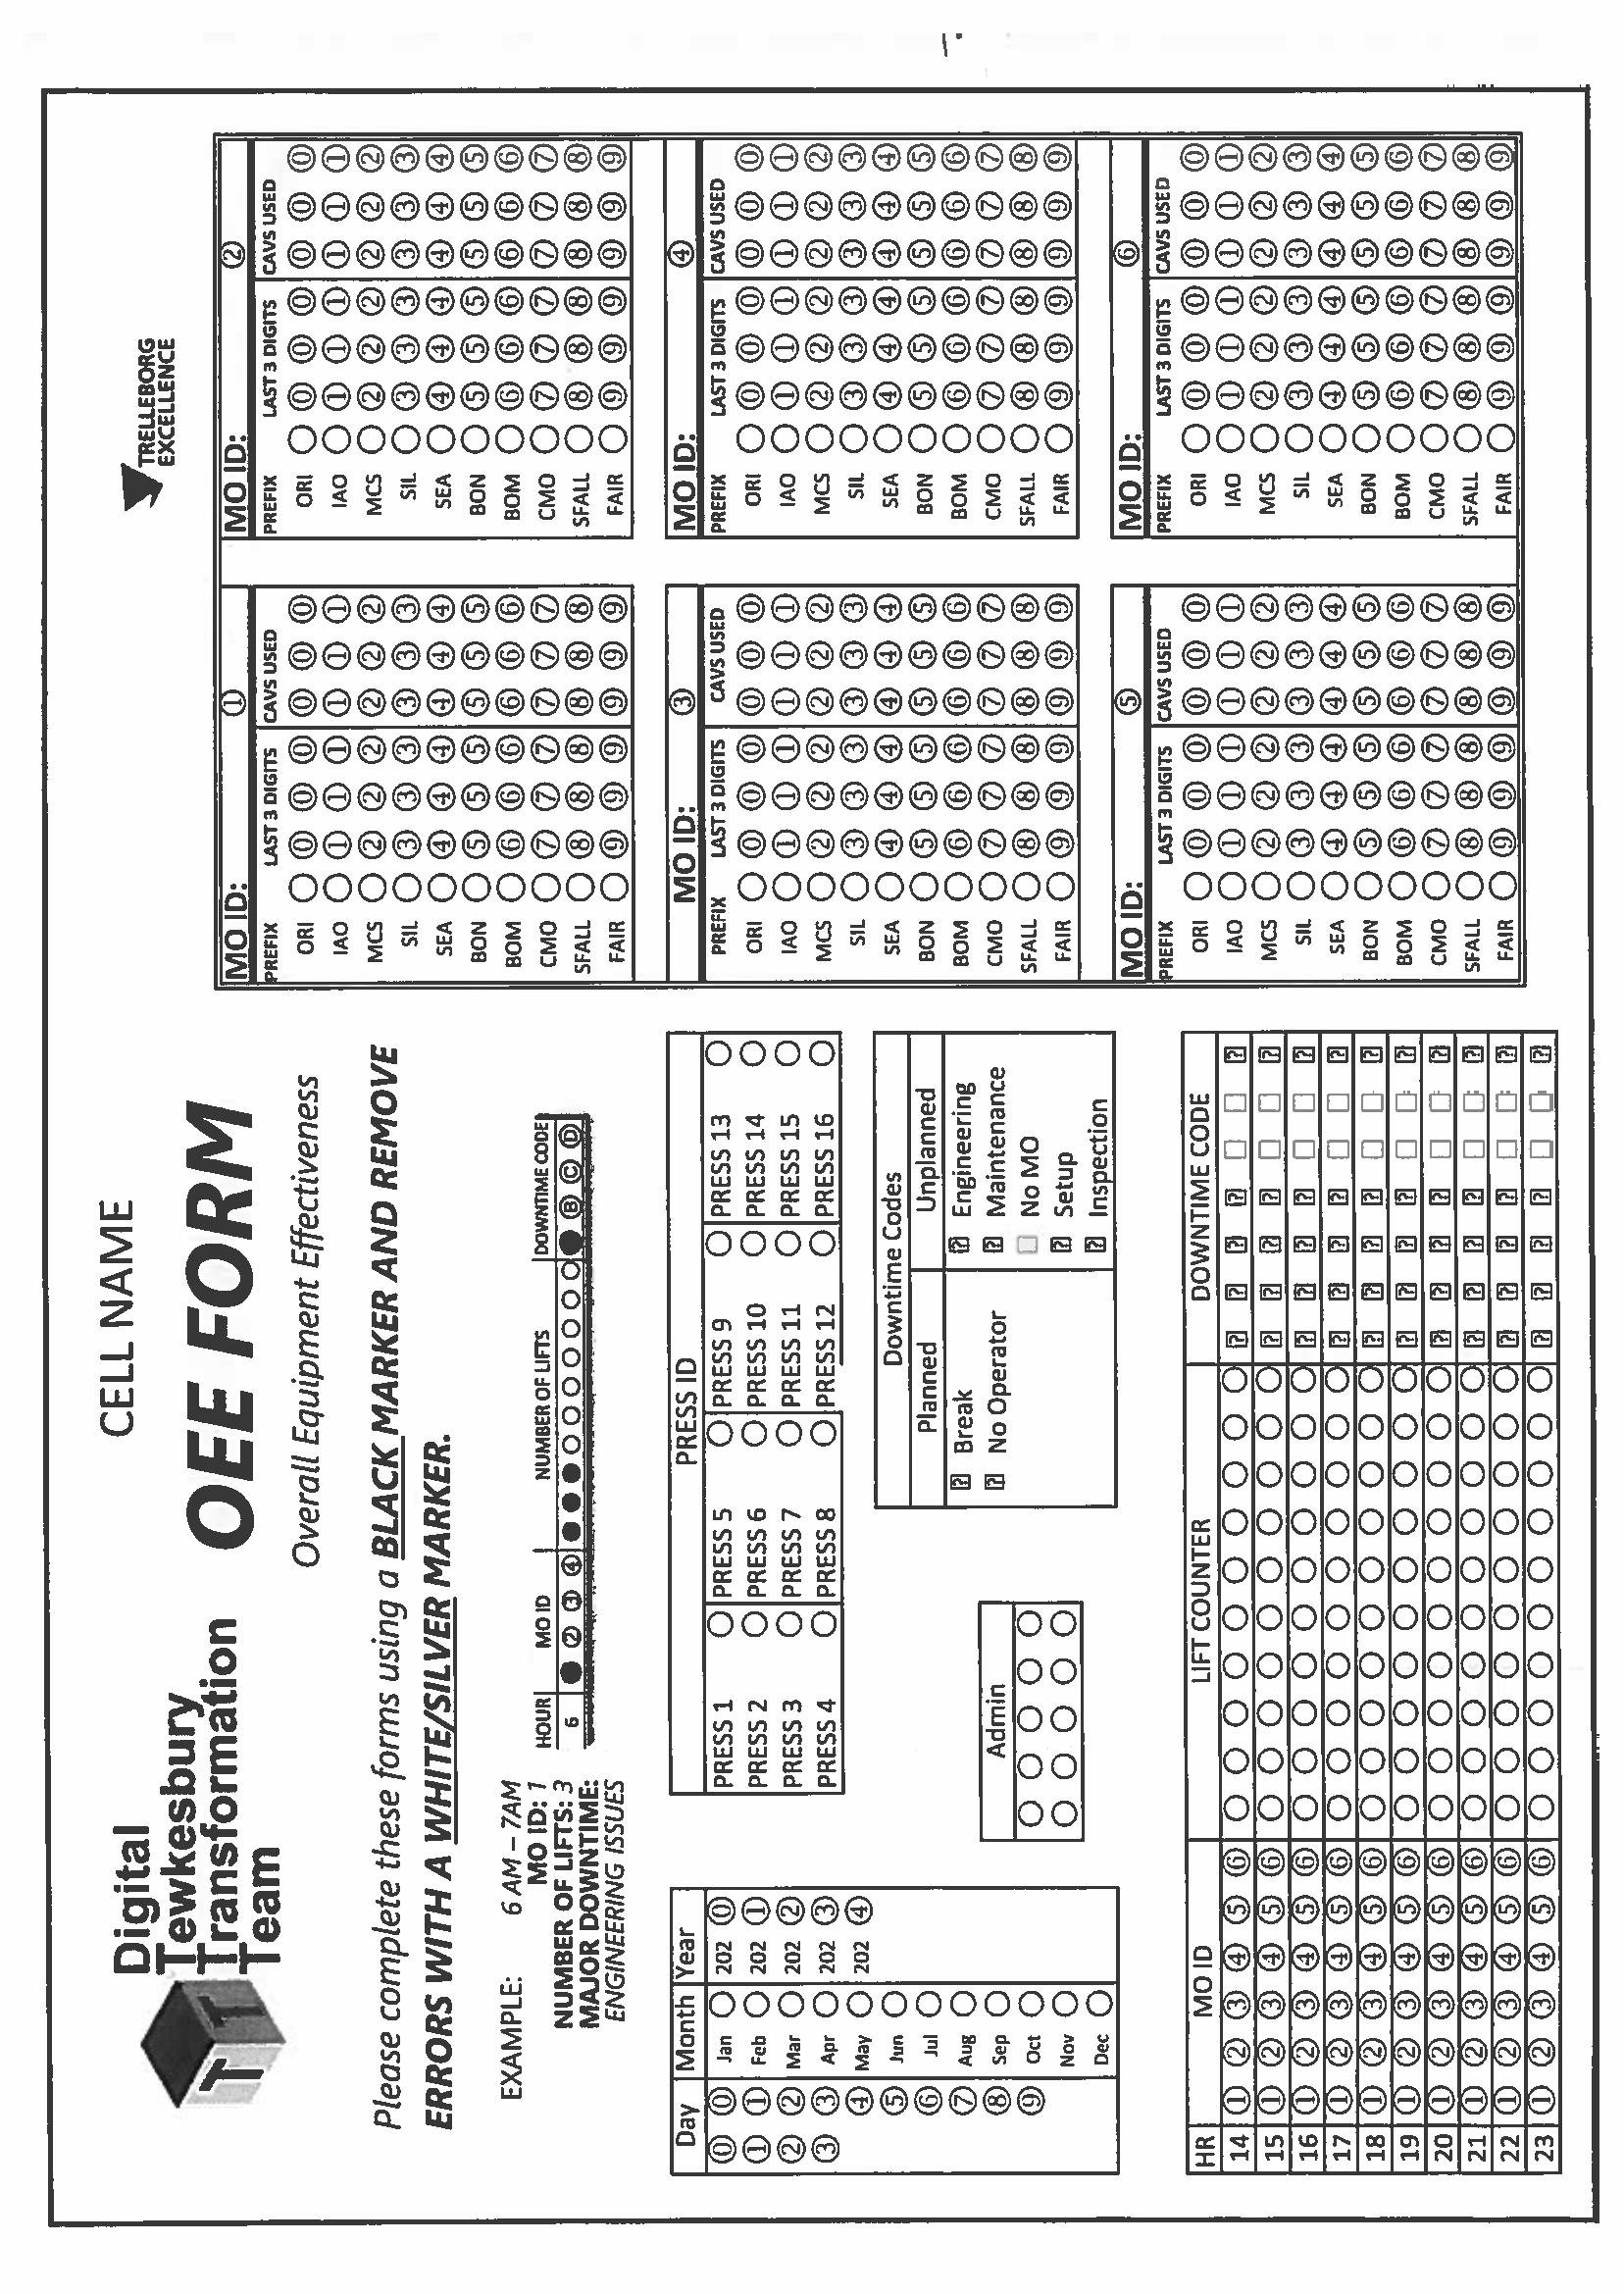 CELL NAME
Digital
Tewkesbury
Transformation
Team
TTT
OEE FORM
Overall Equipment Effectiveness
TRELLEBORG
EXCELLENCE
Please complete these forms using a BLACK MARKER AND REMOVE
ERRORS WITH A WHITE/SILVER MARKER.
EXAMPLE: 6 AM – 7AM
MO ID: 1
NUMBER OF LIFTS: 3
MAJOR DOWNTIME:
ENGINEERING ISSUES
HOUR MO ID NUMBER OF LIFTS DOWNTIME CODE
6 ② ③ ④ Ⓑ Ⓒ Ⓓ
Day Month Year
⓪ ⓪ Jan 202 ⓪
① ① Feb 202 ①
② ② Mar 202 ②
③ ③ Apr 202 ③
④ May 202 ④
⑤ Jun
⑥ Jul
⑦ Aug
⑧ Sep
⑨ Oct
Nov
Dec
PRESS ID
PRESS 1 PRESS 5 PRESS 9 PRESS 13
PRESS 2 PRESS 6 PRESS 10 PRESS 14
PRESS 3 PRESS 7 PRESS 11 PRESS 15
PRESS 4 PRESS 8 PRESS 12 PRESS 16
Admin
Downtime Codes
Planned Unplanned
? Break ? Engineering
? No Operator ? Maintenance
No MO
? Setup
? Inspection
HR MO ID LIFT COUNTER DOWNTIME CODE
14 ① ② ③ ④ ⑤ ⑥ ? ? ? ? ?
15 ① ② ③ ④ ⑤ ⑥ ? ? ? ? ?
16 ① ② ③ ④ ⑤ ⑥ ? ? ? ? ?
17 ① ② ③ ④ ⑤ ⑥ ? ? ? ? ?
18 ① ② ③ ④ ⑤ ⑥ ? ? ? ? ?
19 ① ② ③ ④ ⑤ ⑥ ? ? ? ? ?
20 ① ② ③ ④ ⑤ ⑥ ? ? ? ? ?
21 ① ② ③ ④ ⑤ ⑥ ? ? ? ? ?
22 ① ② ③ ④ ⑤ ⑥ ? ? ? ? ?
23 ① ② ③ ④ ⑤ ⑥ ? ? ? ? ?
MO ID: ①
PREFIX LAST 3 DIGITS CAVS USED
ORI ⓪ ⓪ ⓪ ⓪ ⓪ ⓪
IAO ① ① ① ① ① ①
MCS ② ② ② ② ② ②
SIL ③ ③ ③ ③ ③ ③
SEA ④ ④ ④ ④ ④ ④
BON ⑤ ⑤ ⑤ ⑤ ⑤ ⑤
BOM ⑥ ⑥ ⑥ ⑥ ⑥ ⑥
CMO ⑦ ⑦ ⑦ ⑦ ⑦ ⑦
SFALL ⑧ ⑧ ⑧ ⑧ ⑧ ⑧
FAIR ⑨ ⑨ ⑨ ⑨ ⑨ ⑨
MO ID: ②
PREFIX LAST 3 DIGITS CAVS USED
ORI ⓪ ⓪ ⓪ ⓪ ⓪ ⓪
IAO ① ① ① ① ① ①
MCS ② ② ② ② ② ②
SIL ③ ③ ③ ③ ③ ③
SEA ④ ④ ④ ④ ④ ④
BON ⑤ ⑤ ⑤ ⑤ ⑤ ⑤
BOM ⑥ ⑥ ⑥ ⑥ ⑥ ⑥
CMO ⑦ ⑦ ⑦ ⑦ ⑦ ⑦
SFALL ⑧ ⑧ ⑧ ⑧ ⑧ ⑧
FAIR ⑨ ⑨ ⑨ ⑨ ⑨ ⑨
MO ID: ③
PREFIX LAST 3 DIGITS CAVS USED
ORI ⓪ ⓪ ⓪ ⓪ ⓪ ⓪
IAO ① ① ① ① ① ①
MCS ② ② ② ② ② ②
SIL ③ ③ ③ ③ ③ ③
SEA ④ ④ ④ ④ ④ ④
BON ⑤ ⑤ ⑤ ⑤ ⑤ ⑤
BOM ⑥ ⑥ ⑥ ⑥ ⑥ ⑥
CMO ⑦ ⑦ ⑦ ⑦ ⑦ ⑦
SFALL ⑧ ⑧ ⑧ ⑧ ⑧ ⑧
FAIR ⑨ ⑨ ⑨ ⑨ ⑨ ⑨
MO ID: ④
PREFIX LAST 3 DIGITS CAVS USED
ORI ⓪ ⓪ ⓪ ⓪ ⓪ ⓪
IAO ① ① ① ① ① ①
MCS ② ② ② ② ② ②
SIL ③ ③ ③ ③ ③ ③
SEA ④ ④ ④ ④ ④ ④
BON ⑤ ⑤ ⑤ ⑤ ⑤ ⑤
BOM ⑥ ⑥ ⑥ ⑥ ⑥ ⑥
CMO ⑦ ⑦ ⑦ ⑦ ⑦ ⑦
SFALL ⑧ ⑧ ⑧ ⑧ ⑧ ⑧
FAIR ⑨ ⑨ ⑨ ⑨ ⑨ ⑨
MO ID: ⑤
PREFIX LAST 3 DIGITS CAVS USED
ORI ⓪ ⓪ ⓪ ⓪ ⓪ ⓪
IAO ① ① ① ① ① ①
MCS ② ② ② ② ② ②
SIL ③ ③ ③ ③ ③ ③
SEA ④ ④ ④ ④ ④ ④
BON ⑤ ⑤ ⑤ ⑤ ⑤ ⑤
BOM ⑥ ⑥ ⑥ ⑥ ⑥ ⑥
CMO ⑦ ⑦ ⑦ ⑦ ⑦ ⑦
SFALL ⑧ ⑧ ⑧ ⑧ ⑧ ⑧
FAIR ⑨ ⑨ ⑨ ⑨ ⑨ ⑨
MO ID: ⑥
PREFIX LAST 3 DIGITS CAVS USED
ORI ⓪ ⓪ ⓪ ⓪ ⓪ ⓪
IAO ① ① ① ① ① ①
MCS ② ② ② ② ② ②
SIL ③ ③ ③ ③ ③ ③
SEA ④ ④ ④ ④ ④ ④
BON ⑤ ⑤ ⑤ ⑤ ⑤ ⑤
BOM ⑥ ⑥ ⑥ ⑥ ⑥ ⑥
CMO ⑦ ⑦ ⑦ ⑦ ⑦ ⑦
SFALL ⑧ ⑧ ⑧ ⑧ ⑧ ⑧
FAIR ⑨ ⑨ ⑨ ⑨ ⑨ ⑨